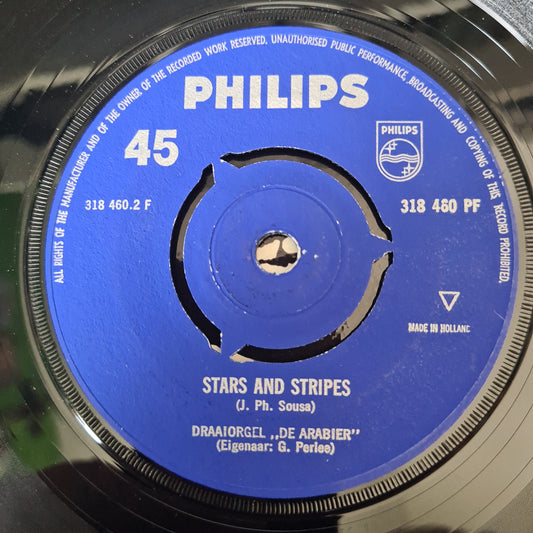 ALL RIGHTS OF THE MANUFACTURER AND OF THE OWNER OF THE RECORDED WORK RESERVED. UNAUTHORISED PUBLIC PERFORMANCE, BROADCASTING AND COPYING OF THIS RECORD PROHIBITED.
PHILIPS
45
PHILIPS
318 460.2 F
318 460 PF
MADE IN HOLLAND
STARS AND STRIPES
(J. Ph. Sousa)
DRAAIORGEL „DE ARABIER"
(Eigenaar: G. Perlee)